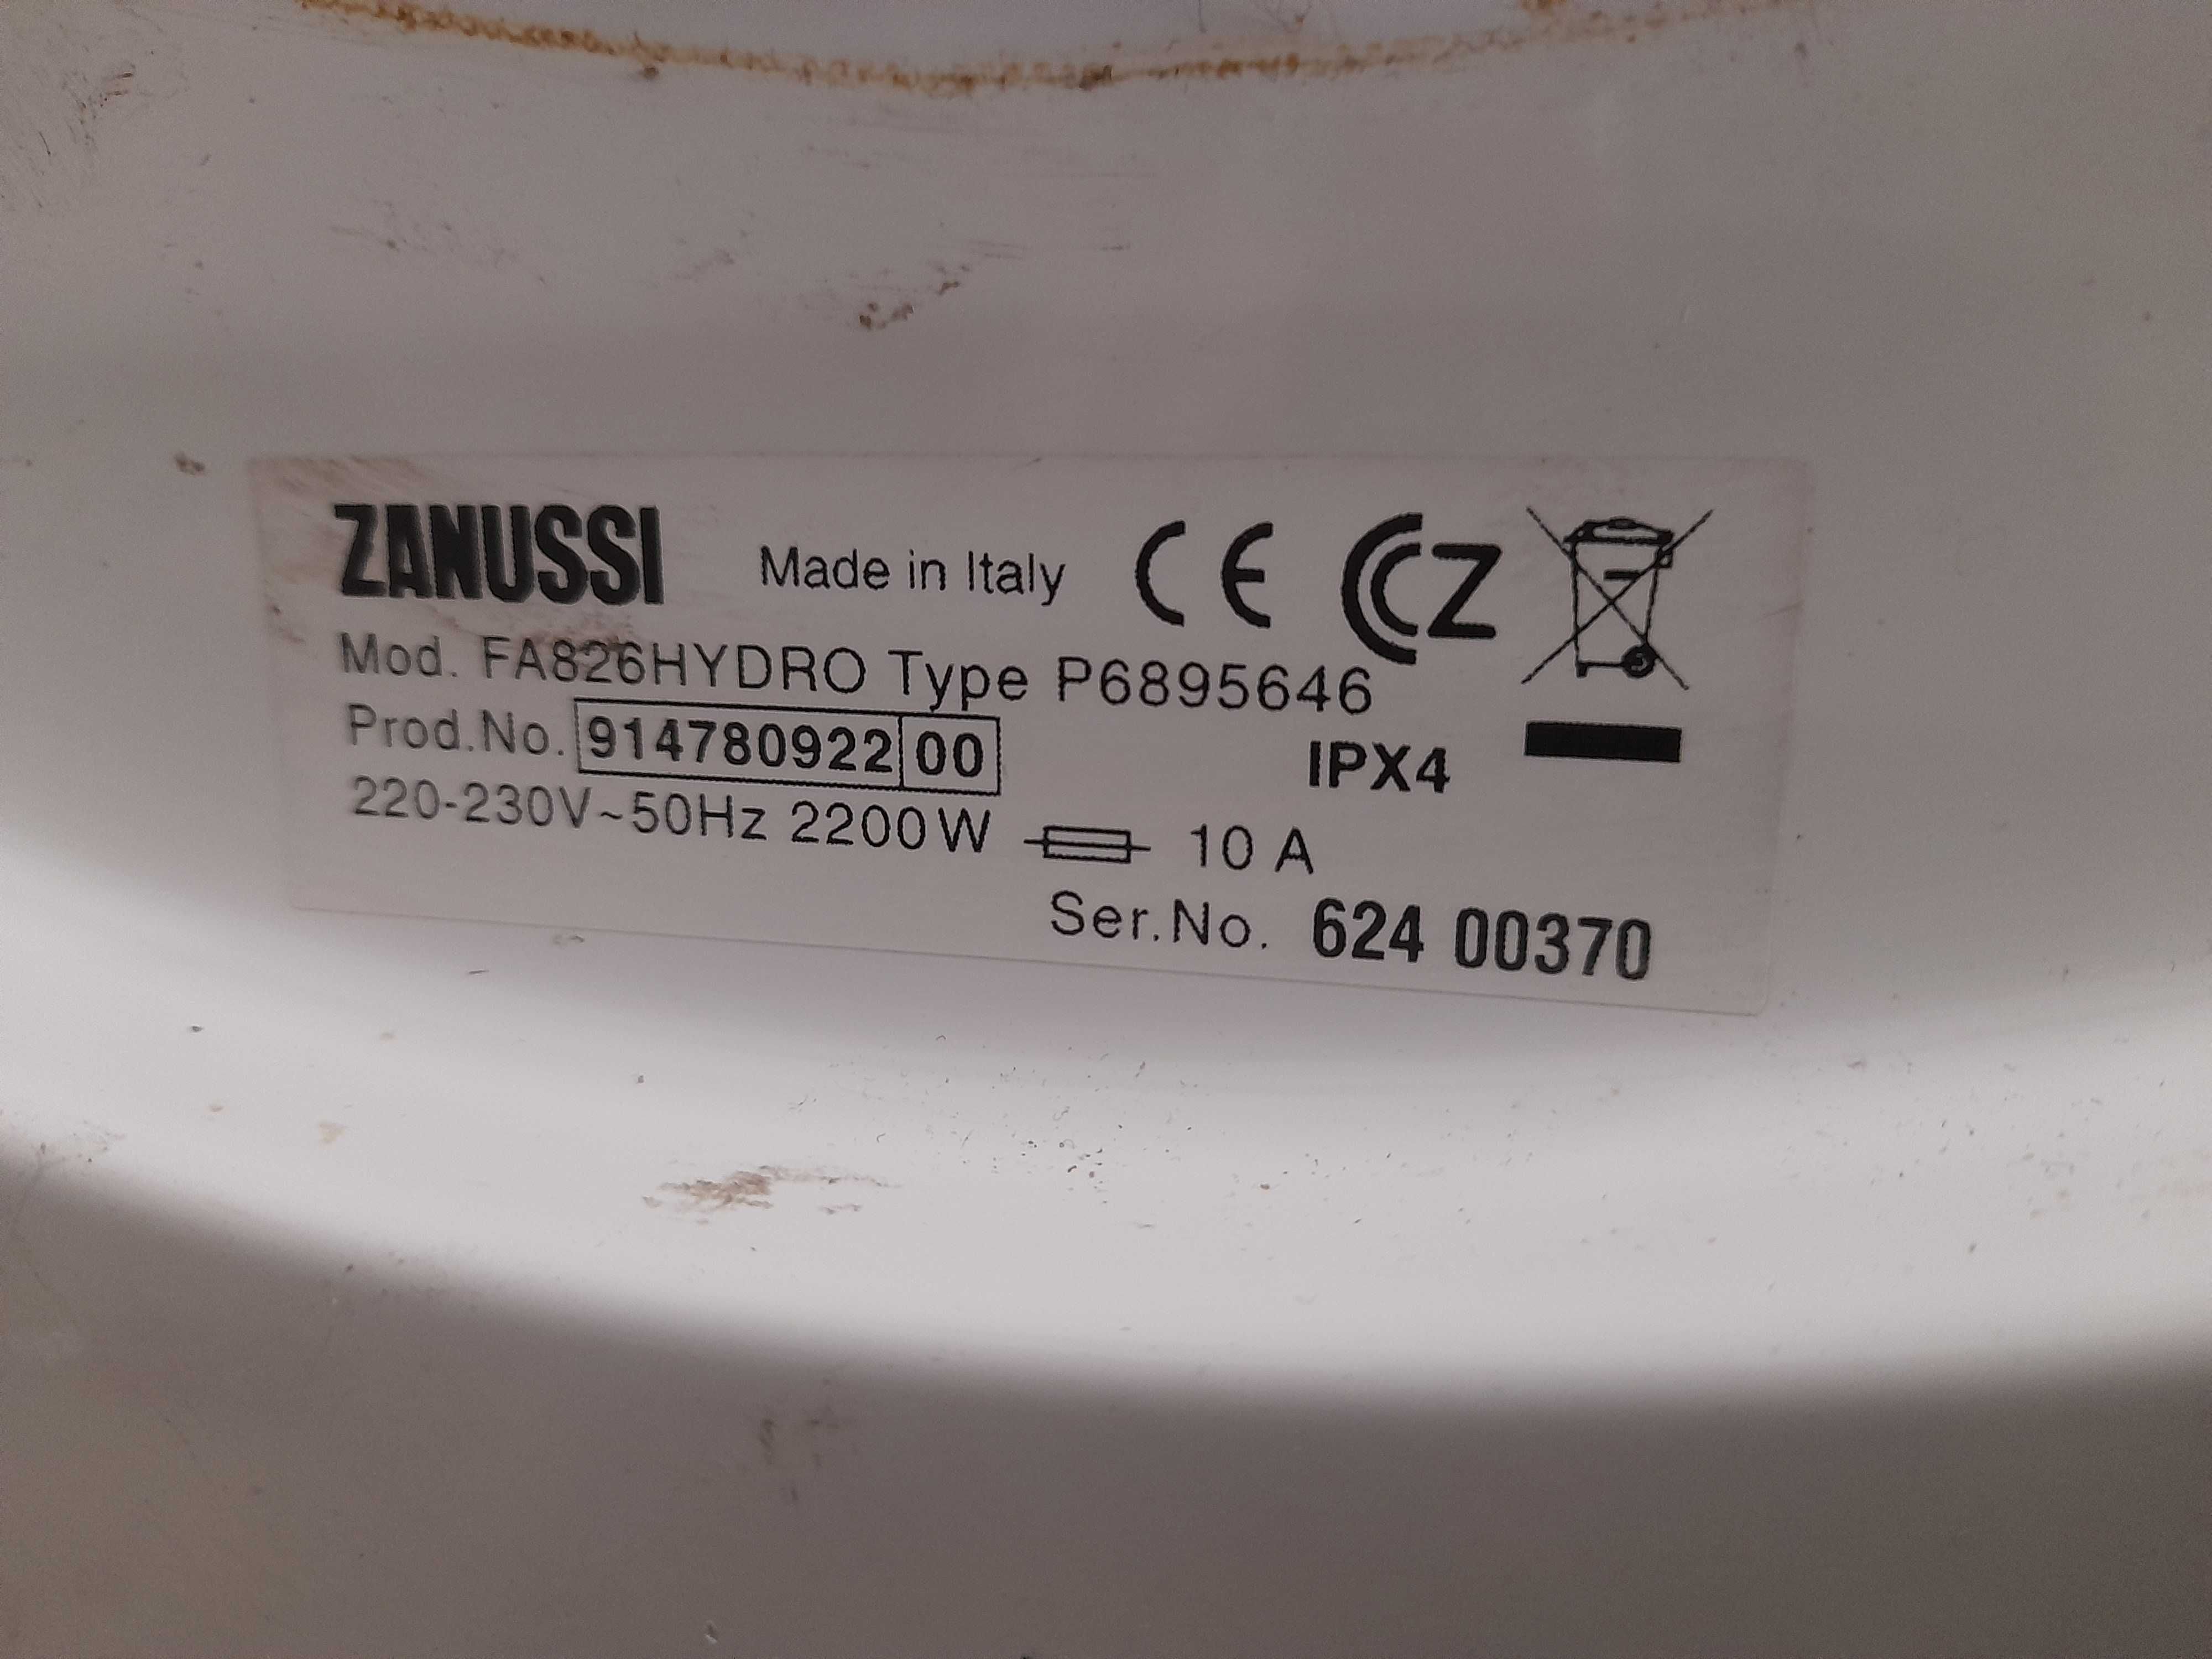 ZANUSSI Made in Italy CE CCZ
Mod. FA826HYDRO Type P6895646
Prod.No. 914780922 00 IPX4
220-230V~50Hz 2200W 10 A
Ser.No. 624 00370